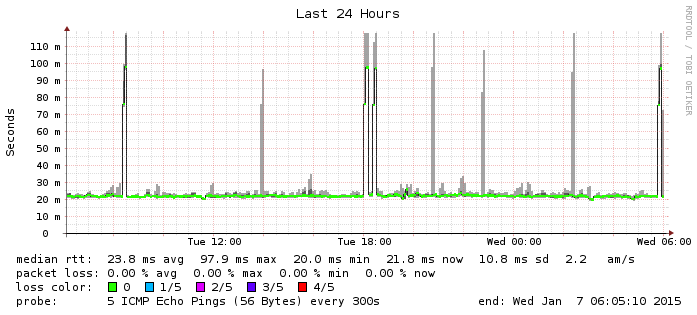 Last 24 Hours
RRDTOOL / TOBI OETIKER
Seconds
110 m
100 m
90 m
80 m
70 m
60 m
50 m
40 m
30 m
20 m
10 m
0
Tue 12:00 Tue 18:00 Wed 00:00 Wed 06:00
median rtt: 23.8 ms avg 97.9 ms max 20.0 ms min 21.8 ms now 10.8 ms sd 2.2 am/s
packet loss: 0.00 % avg 0.00 % max 0.00 % min 0.00 % now
loss color: 0 1/5 2/5 3/5 4/5
probe: 5 ICMP Echo Pings (56 Bytes) every 300s end: Wed Jan 7 06:05:10 2015